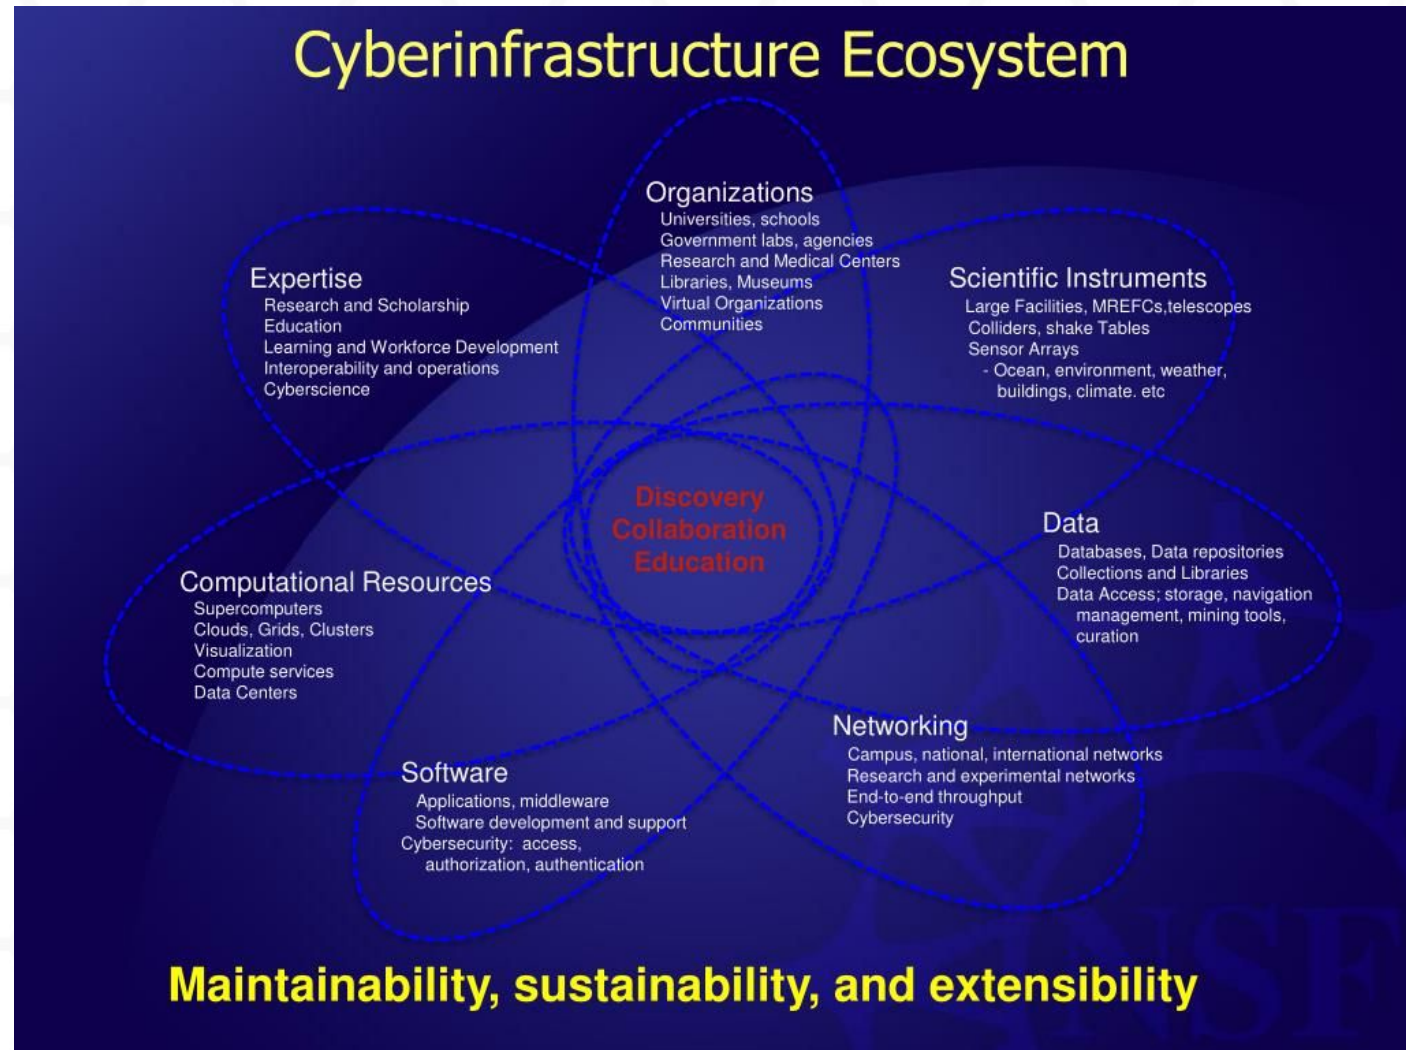 Cyberinfrastructure Ecosystem
Organizations
Universities, schools
Government labs, agencies
Research and Medical Centers
Libraries, Museums
Virtual Organizations
Communities
Expertise
Research and Scholarship
Education
Learning and Workforce Development
Interoperability and operations
Cyberscience
Scientific Instruments
Large Facilities, MREFCs,telescopes
Colliders, shake Tables
Sensor Arrays
- Ocean, environment, weather,
buildings, climate. etc
Discovery
Collaboration
Education
Data
Databases, Data repositories
Collections and Libraries
Data Access; storage, navigation
management, mining tools,
curation
Computational Resources
Supercomputers
Clouds, Grids, Clusters
Visualization
Compute services
Data Centers
Networking
Campus, national, international networks
Research and experimental networks
End-to-end throughput
Cybersecurity
Software
Applications, middleware
Software development and support
Cybersecurity: access,
authorization, authentication
Maintainability, sustainability, and extensibility
NSF